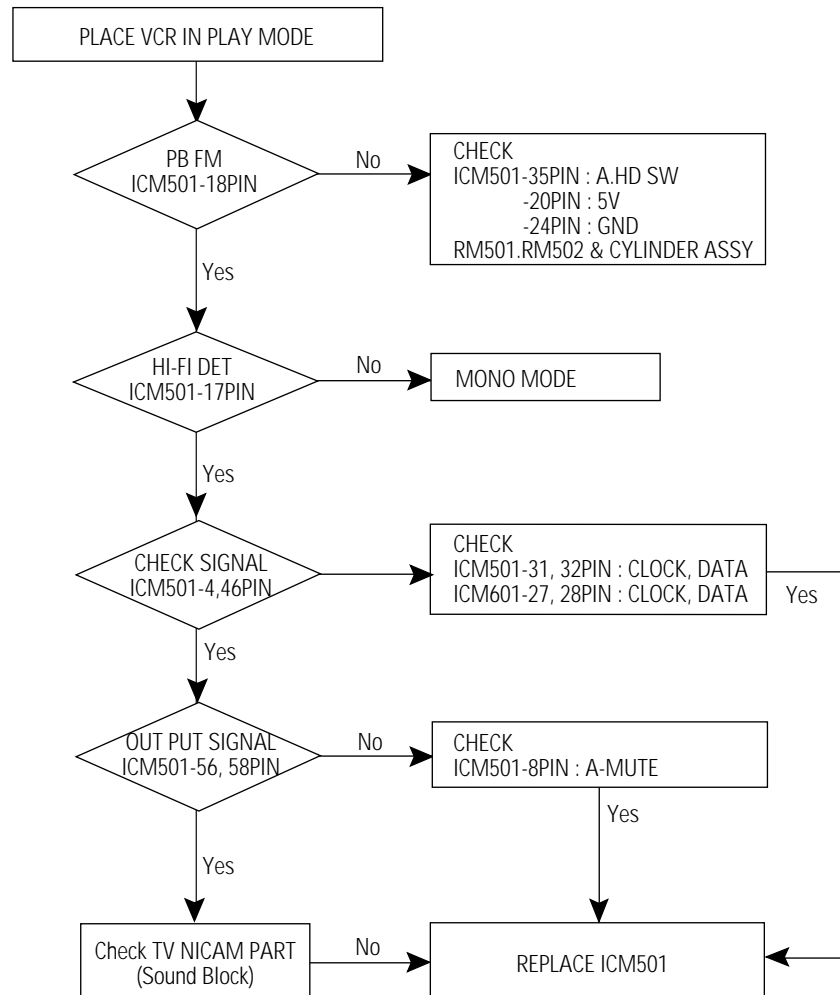 PLACE VCR IN PLAY MODE
PB FM
ICM501-18PIN
No
CHECK
ICM501-35PIN : A.HD SW
-20PIN : 5V
-24PIN : GND
RM501.RM502 & CYLINDER ASSY
Yes
HI-FI DET
ICM501-17PIN
No
MONO MODE
Yes
CHECK SIGNAL
ICM501-4,46PIN
CHECK
ICM501-31, 32PIN : CLOCK, DATA
ICM601-27, 28PIN : CLOCK, DATA
Yes
Yes
OUT PUT SIGNAL
ICM501-56, 58PIN
No
CHECK
ICM501-8PIN : A-MUTE
Yes
Yes
Check TV NICAM PART
(Sound Block)
No
REPLACE ICM501